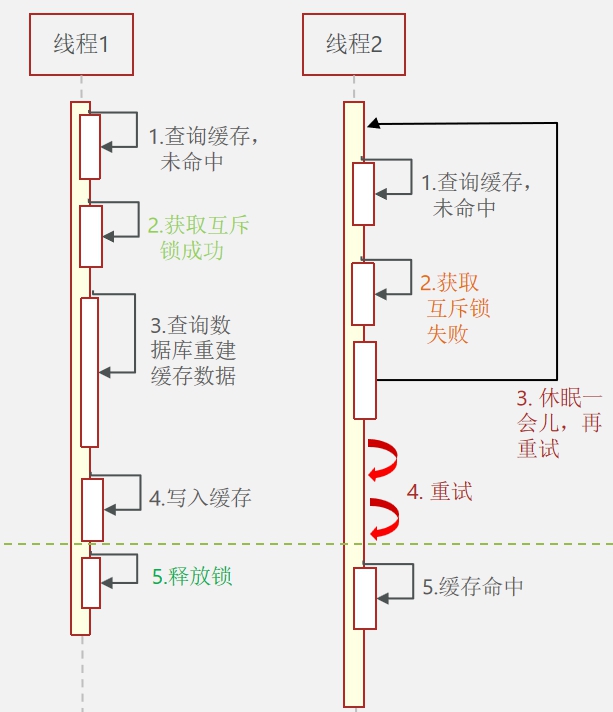 线程1
线程2
1.查询缓存，
未命中
2.获取互斥
锁成功
3.查询数
据库重建
缓存数据
4.写入缓存
5.释放锁
1.查询缓存，
未命中
2.获取
互斥锁
失败
3. 休眠一
会儿，再
重试
4. 重试
5.缓存命中